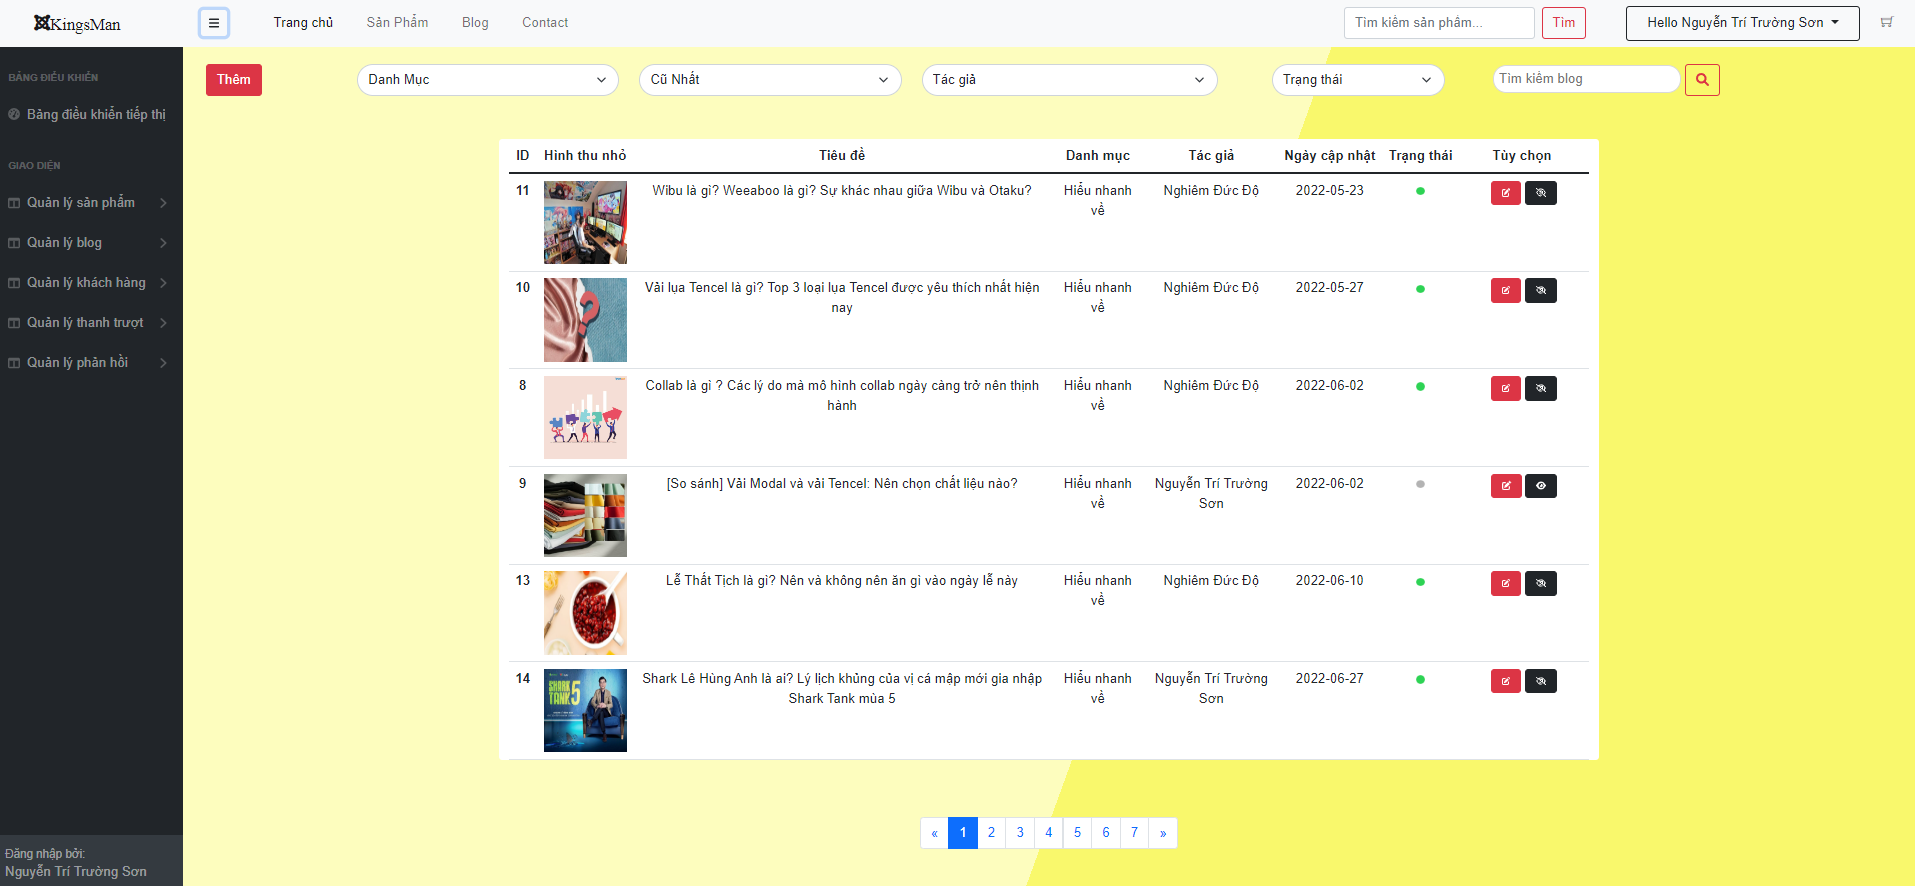 KingsMan
Trang chủ
Sản Phẩm
Blog
Contact
Tìm kiếm sản phẩm...
Tìm
Hello Nguyễn Trí Trường Sơn
BẢNG ĐIỀU KHIỂN
Bảng điều khiển tiếp thị
GIAO DIỆN
Quản lý sản phẩm
Quản lý blog
Quản lý khách hàng
Quản lý thanh trượt
Quản lý phản hồi
Đăng nhập bởi:
Nguyễn Trí Trường Sơn
Thêm
Danh Mục
Cũ Nhất
Tác giả
Trạng thái
Tìm kiếm blog
ID Hình thu nhỏ Tiêu đề Danh mục Tác giả Ngày cập nhật Trạng thái Tùy chọn
11 Wibu là gì? Weeaboo là gì? Sự khác nhau giữa Wibu và Otaku? Hiểu nhanh Nghiêm Đức Độ 2022-05-23
về
10 Vải lụa Tencel là gì? Top 3 loại lụa Tencel được yêu thích nhất hiện Hiểu nhanh Nghiêm Đức Độ 2022-05-27
nay về
8 Collab là gì ? Các lý do mà mô hình collab ngày càng trở nên thịnh Hiểu nhanh Nghiêm Đức Độ 2022-06-02
hành về
9 [So sánh] Vải Modal và vải Tencel: Nên chọn chất liệu nào? Hiểu nhanh Nguyễn Trí Trường 2022-06-02
về Sơn
13 Lễ Thất Tịch là gì? Nên và không nên ăn gì vào ngày lễ này Hiểu nhanh Nghiêm Đức Độ 2022-06-10
về
14 Shark Lê Hùng Anh là ai? Lý lịch khủng của vị cá mập mới gia nhập Hiểu nhanh Nguyễn Trí Trường 2022-06-27
Shark Tank mùa 5 về Sơn
SHARK
TANK 5
« 1 2 3 4 5 6 7 »